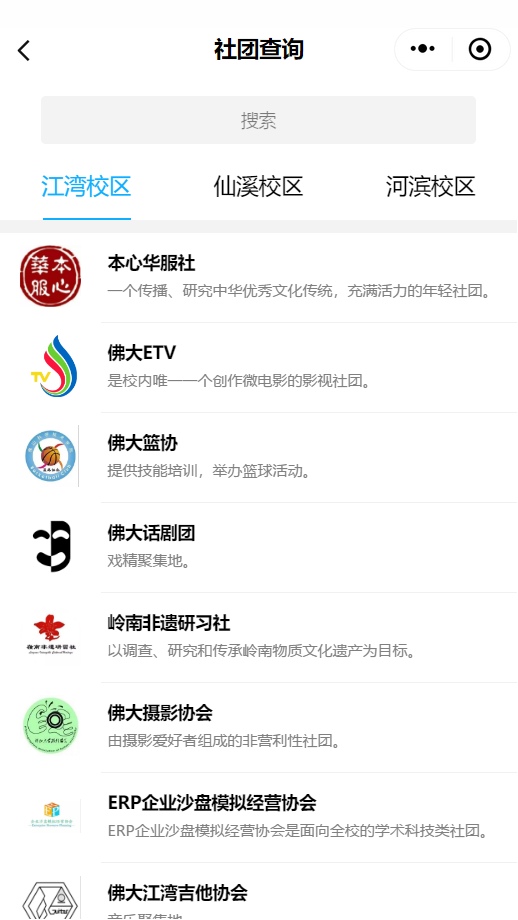 社团查询
搜索
江湾校区 仙溪校区 河滨校区
華本
服心
本心华服社
一个传播、研究中华优秀文化传统，充满活力的年轻社团。
TV
佛大ETV
是校内唯一一个创作微电影的影视社团。
佛大篮协
提供技能培训，举办篮球活动。
佛大话剧团
戏精聚集地。
岭南非遗研习社
以调查、研究和传承岭南物质文化遗产为目标。
佛大摄影协会
由摄影爱好者组成的非营利性社团。
ERP企业沙盘模拟经营协会
ERP企业沙盘模拟经营协会是面向全校的学术科技类社团。
佛大江湾吉他协会
Guitar
音乐聚集地。